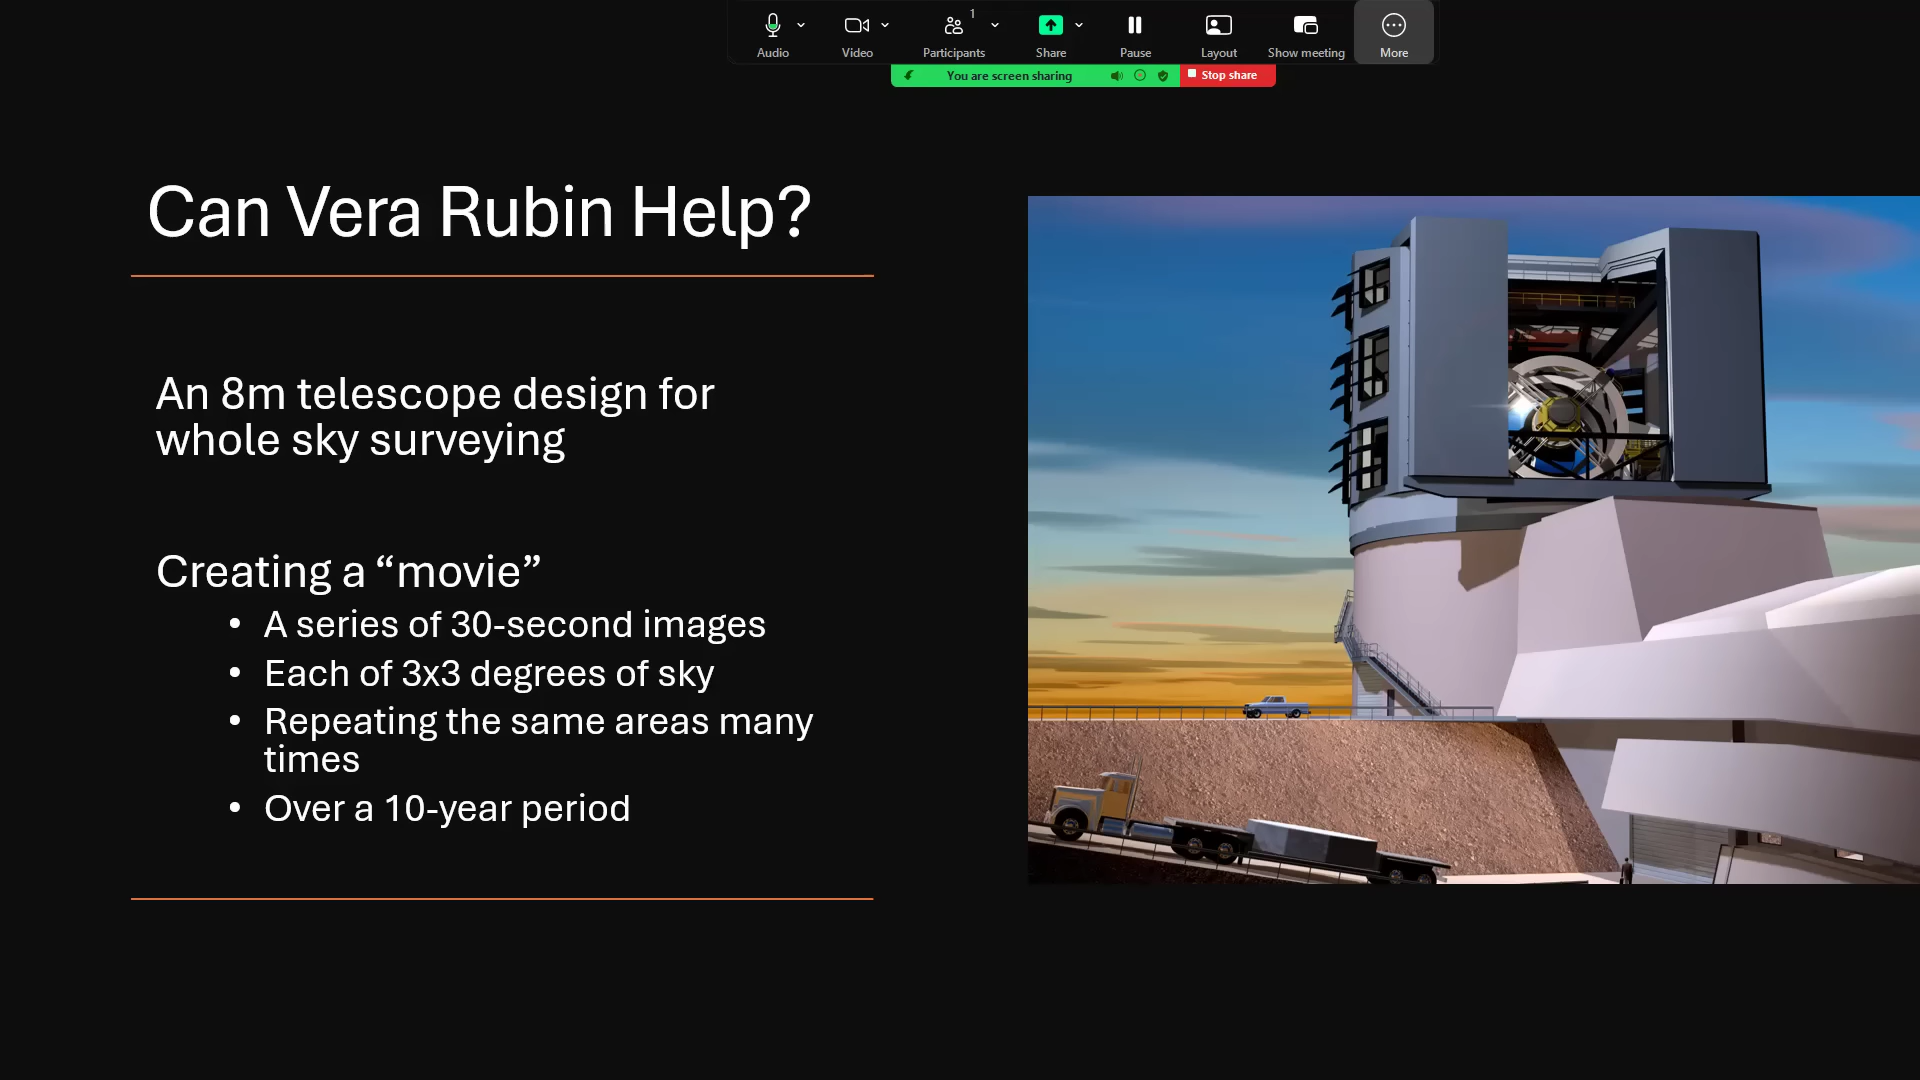 1
Audio
Video
Participants
Share
Pause
Layout
Show meeting
More
You are screen sharing
Stop share
Can Vera Rubin Help?
An 8m telescope design for
whole sky surveying
Creating a “movie”
• A series of 30-second images
• Each of 3x3 degrees of sky
• Repeating the same areas many
times
• Over a 10-year period